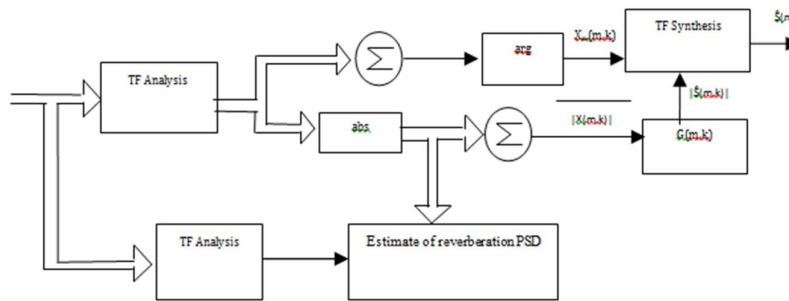 TF Analysis
arg
TF Synthesis
abs.
|X(m,k)|
|Ŝ(m,k)|
G(m,k)
TF Analysis
Estimate of reverberation PSD